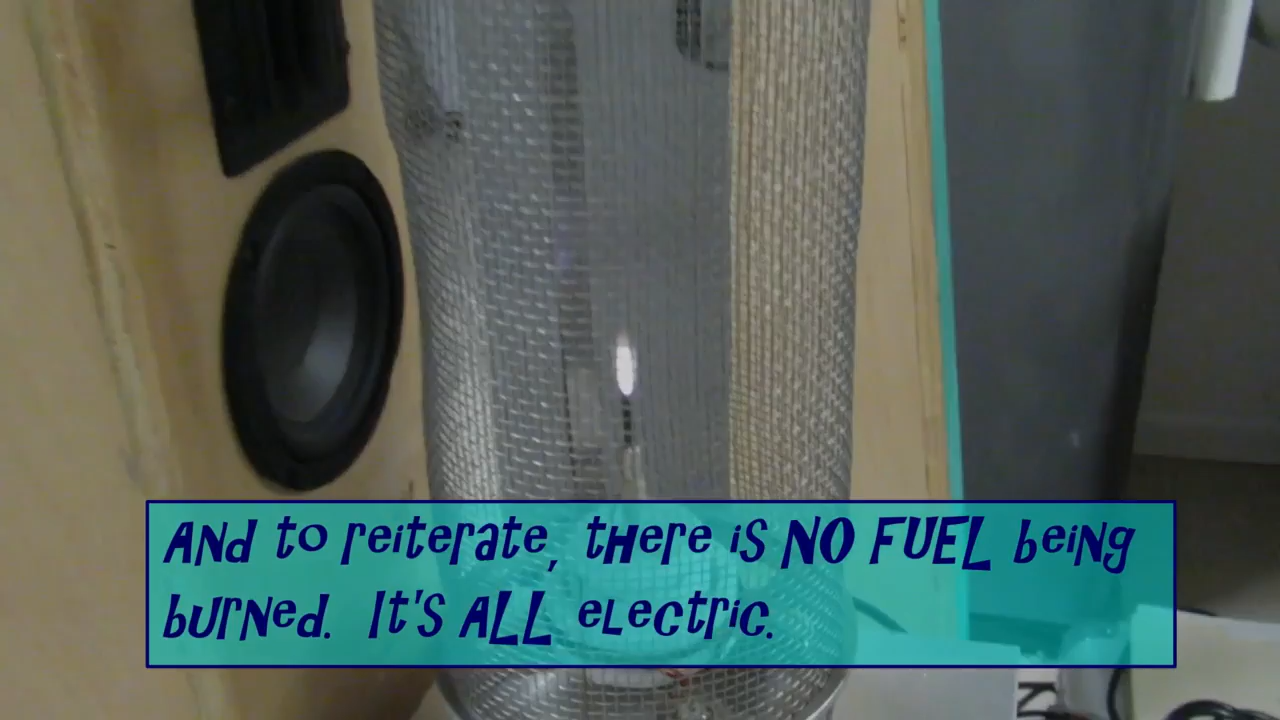 And to reiterate, there is NO FUEL being
burned. It's ALL electric.